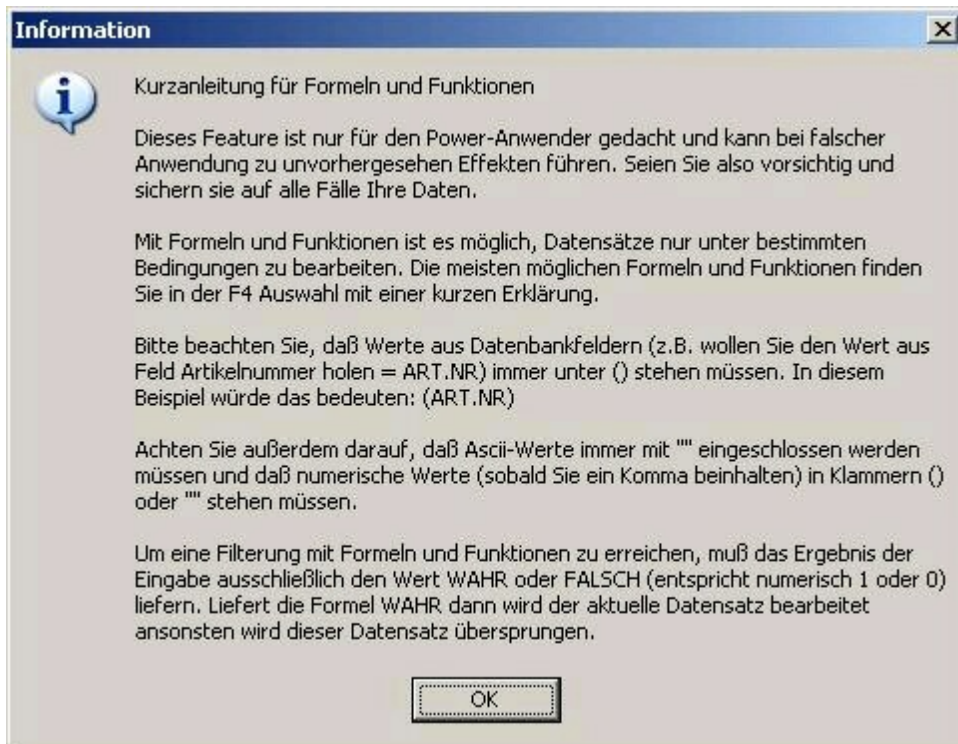 Information
Kurzanleitung für Formeln und Funktionen
Dieses Feature ist nur für den Power-Anwender gedacht und kann bei falscher
Anwendung zu unvorhergesehen Effekten führen. Seien Sie also vorsichtig und
sichern sie auf alle Fälle Ihre Daten.
Mit Formeln und Funktionen ist es möglich, Datensätze nur unter bestimmten
Bedingungen zu bearbeiten. Die meisten möglichen Formeln und Funktionen finden
Sie in der F4 Auswahl mit einer kurzen Erklärung.
Bitte beachten Sie, daß Werte aus Datenbankfeldern (z.B. wollen Sie den Wert aus
Feld Artikelnummer holen = ART.NR) immer unter () stehen müssen. In diesem
Beispiel würde das bedeuten: (ART.NR)
Achten Sie außerdem darauf, daß Ascii-Werte immer mit "" eingeschlossen werden
müssen und daß numerische Werte (sobald Sie ein Komma beinhalten) in Klammern ()
oder "" stehen müssen.
Um eine Filterung mit Formeln und Funktionen zu erreichen, muß das Ergebnis der
Eingabe ausschließlich den Wert WAHR oder FALSCH (entspricht numerisch 1 oder 0)
liefern. Liefert die Formel WAHR dann wird der aktuelle Datensatz bearbeitet
ansonsten wird dieser Datensatz übersprungen.
OK